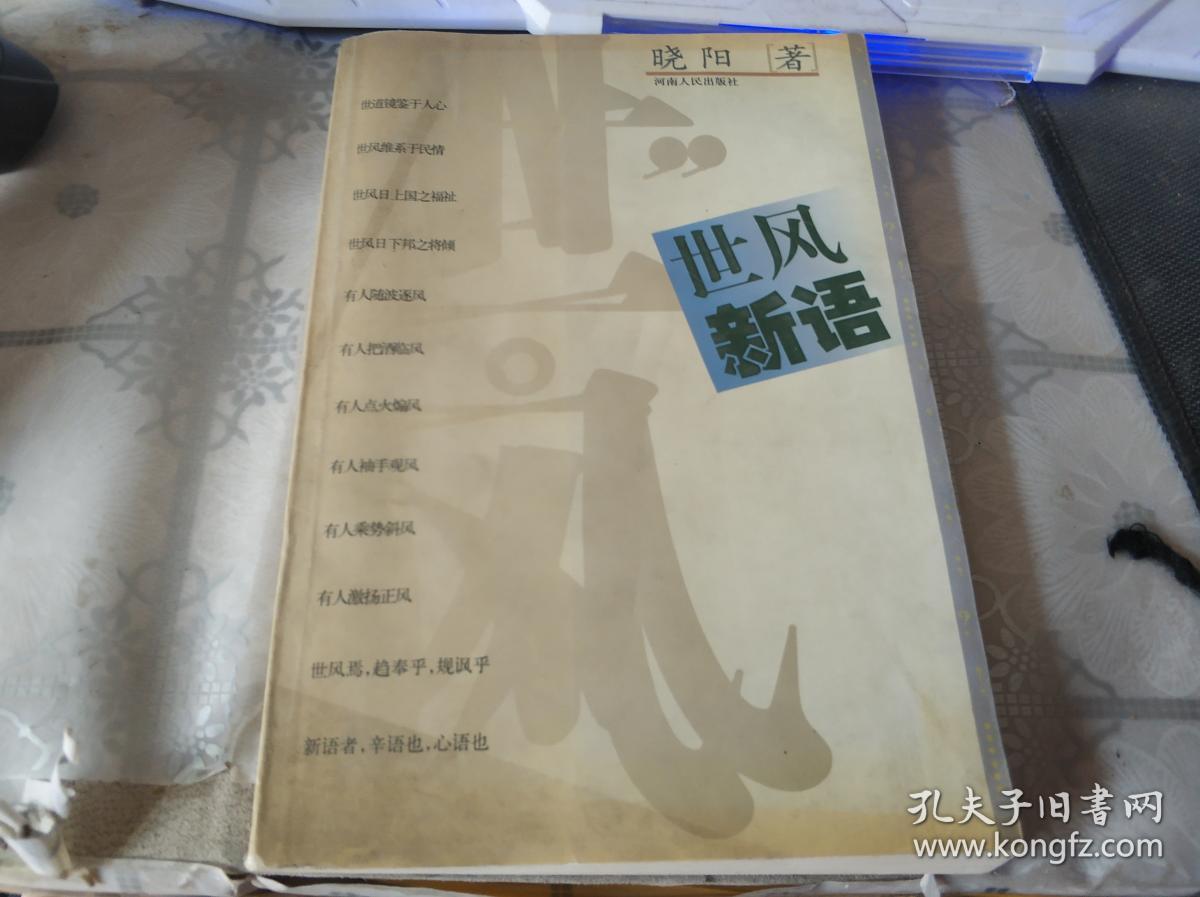 晓阳 著
河南人民出版社
世风
新语
世道镜鉴于人心
世风维系于民情
世风日上国之福祉
世风日下邦之将倾
有人随波逐风
有人把酒临风
有人点火煽风
有人袖手观风
有人乘势斜风
有人激扬正风
世风焉，趋奉乎，规讽乎
新语者，辛语也，心语也
孔夫子旧书网
www.kongfz.com